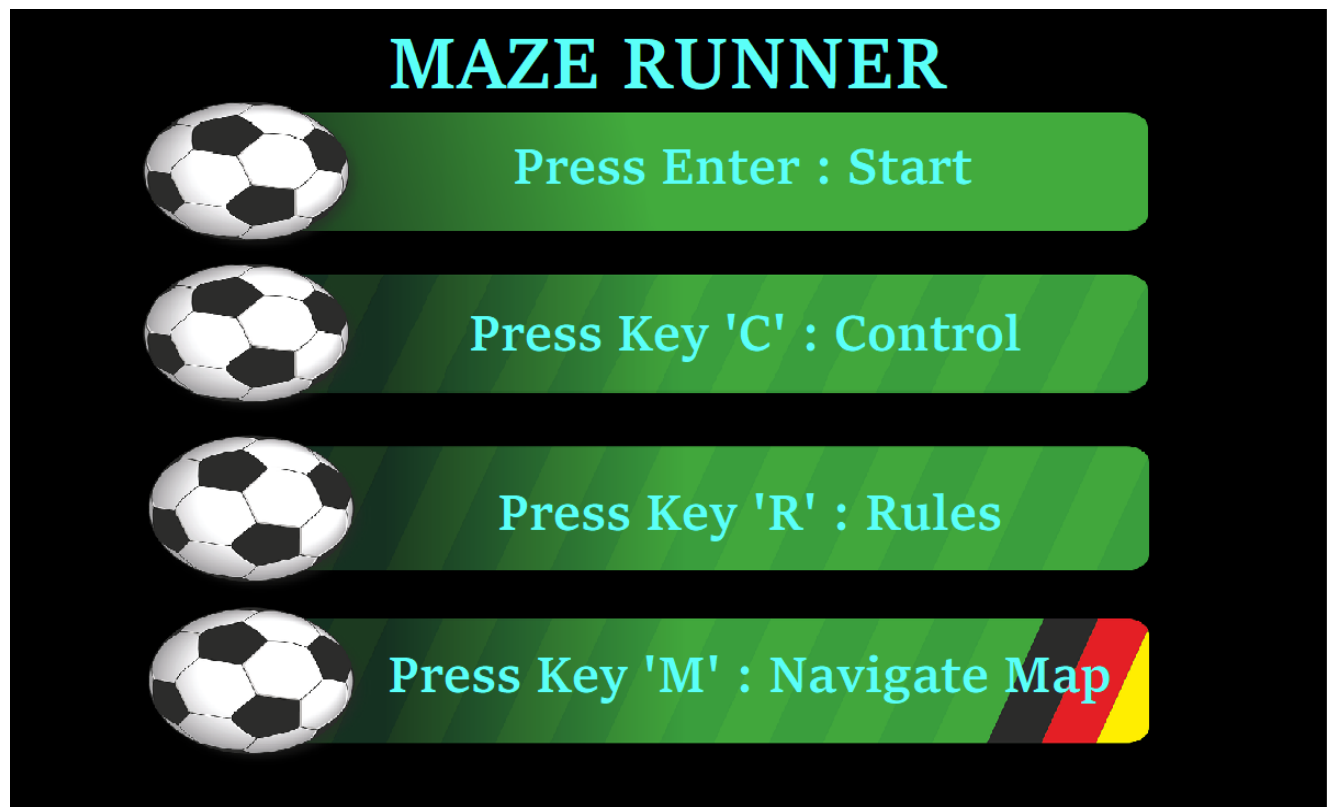 MAZE RUNNER
Press Enter : Start
Press Key 'C' : Control
Press Key 'R' : Rules
Press Key 'M' : Navigate Map